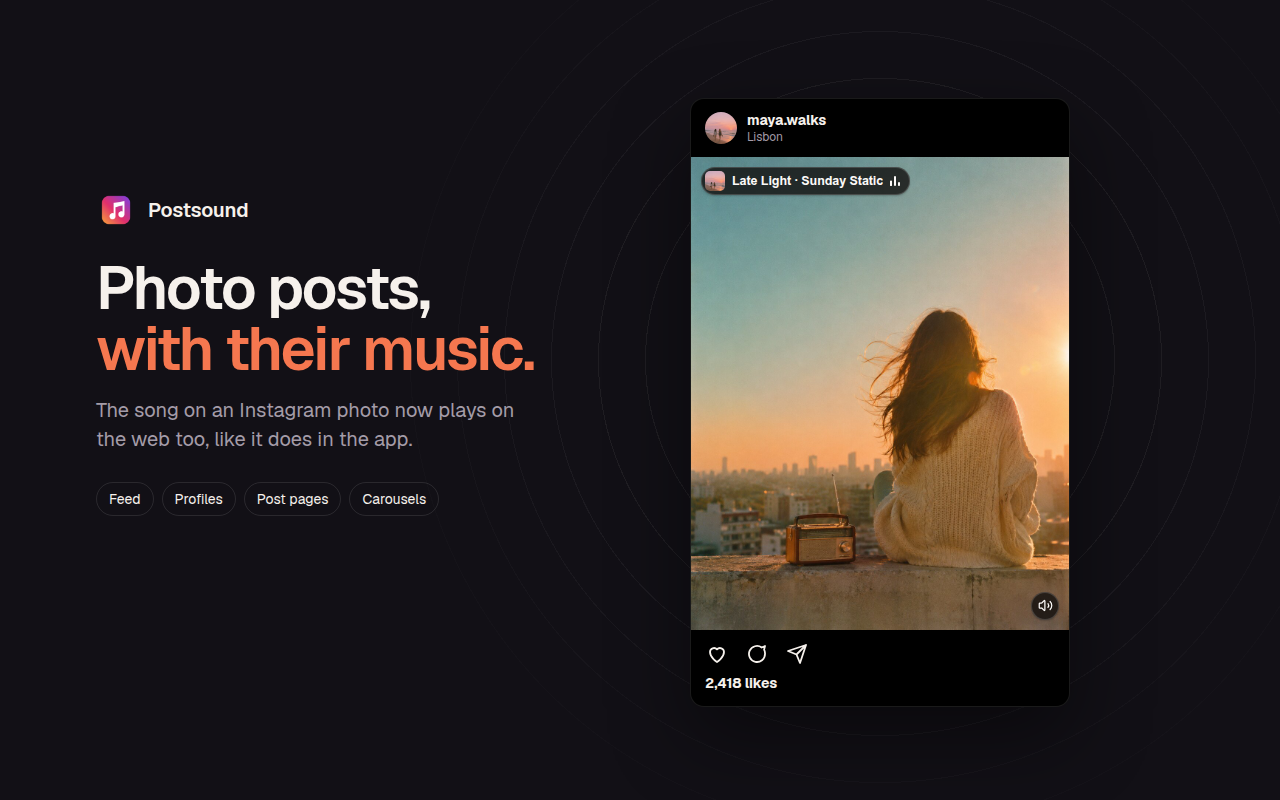 Postsound
Photo posts,
with their music.
The song on an Instagram photo now plays on
the web too, like it does in the app.
Feed
Profiles
Post pages
Carousels
maya.walks
Lisbon
Late Light · Sunday Static
2,418 likes